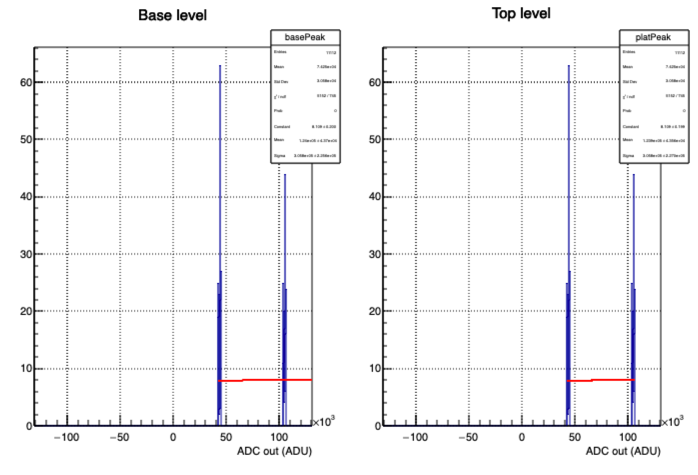 Base level
basePeak
Entries
Mean
Std Dev
χ² / ndf
Prob 0
Constant
Mean
Sigma
60
50
40
30
20
10
0
−100 −50 0 50 100
×10³
ADC out (ADU)
Top level
platPeak
Entries
Mean
Std Dev
χ² / ndf
Prob 0
Constant
Mean
Sigma
60
50
40
30
20
10
0
−100 −50 0 50 100
×10³
ADC out (ADU)